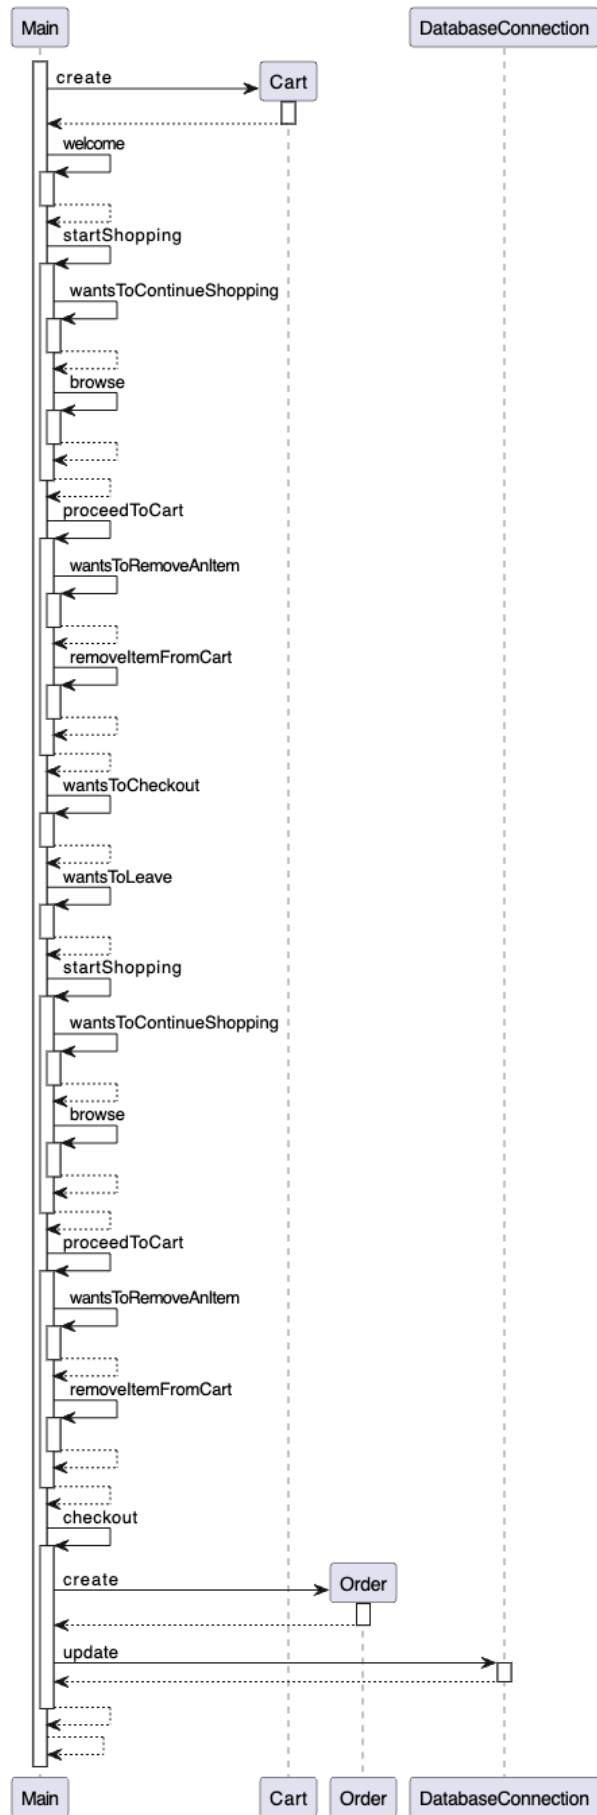 Main
DatabaseConnection
create
Cart
welcome
startShopping
wantsToContinueShopping
browse
proceedToCart
wantsToRemoveAnItem
removeItemFromCart
wantsToCheckout
wantsToLeave
startShopping
wantsToContinueShopping
browse
proceedToCart
wantsToRemoveAnItem
removeItemFromCart
checkout
create
Order
update
Main
Cart
Order
DatabaseConnection